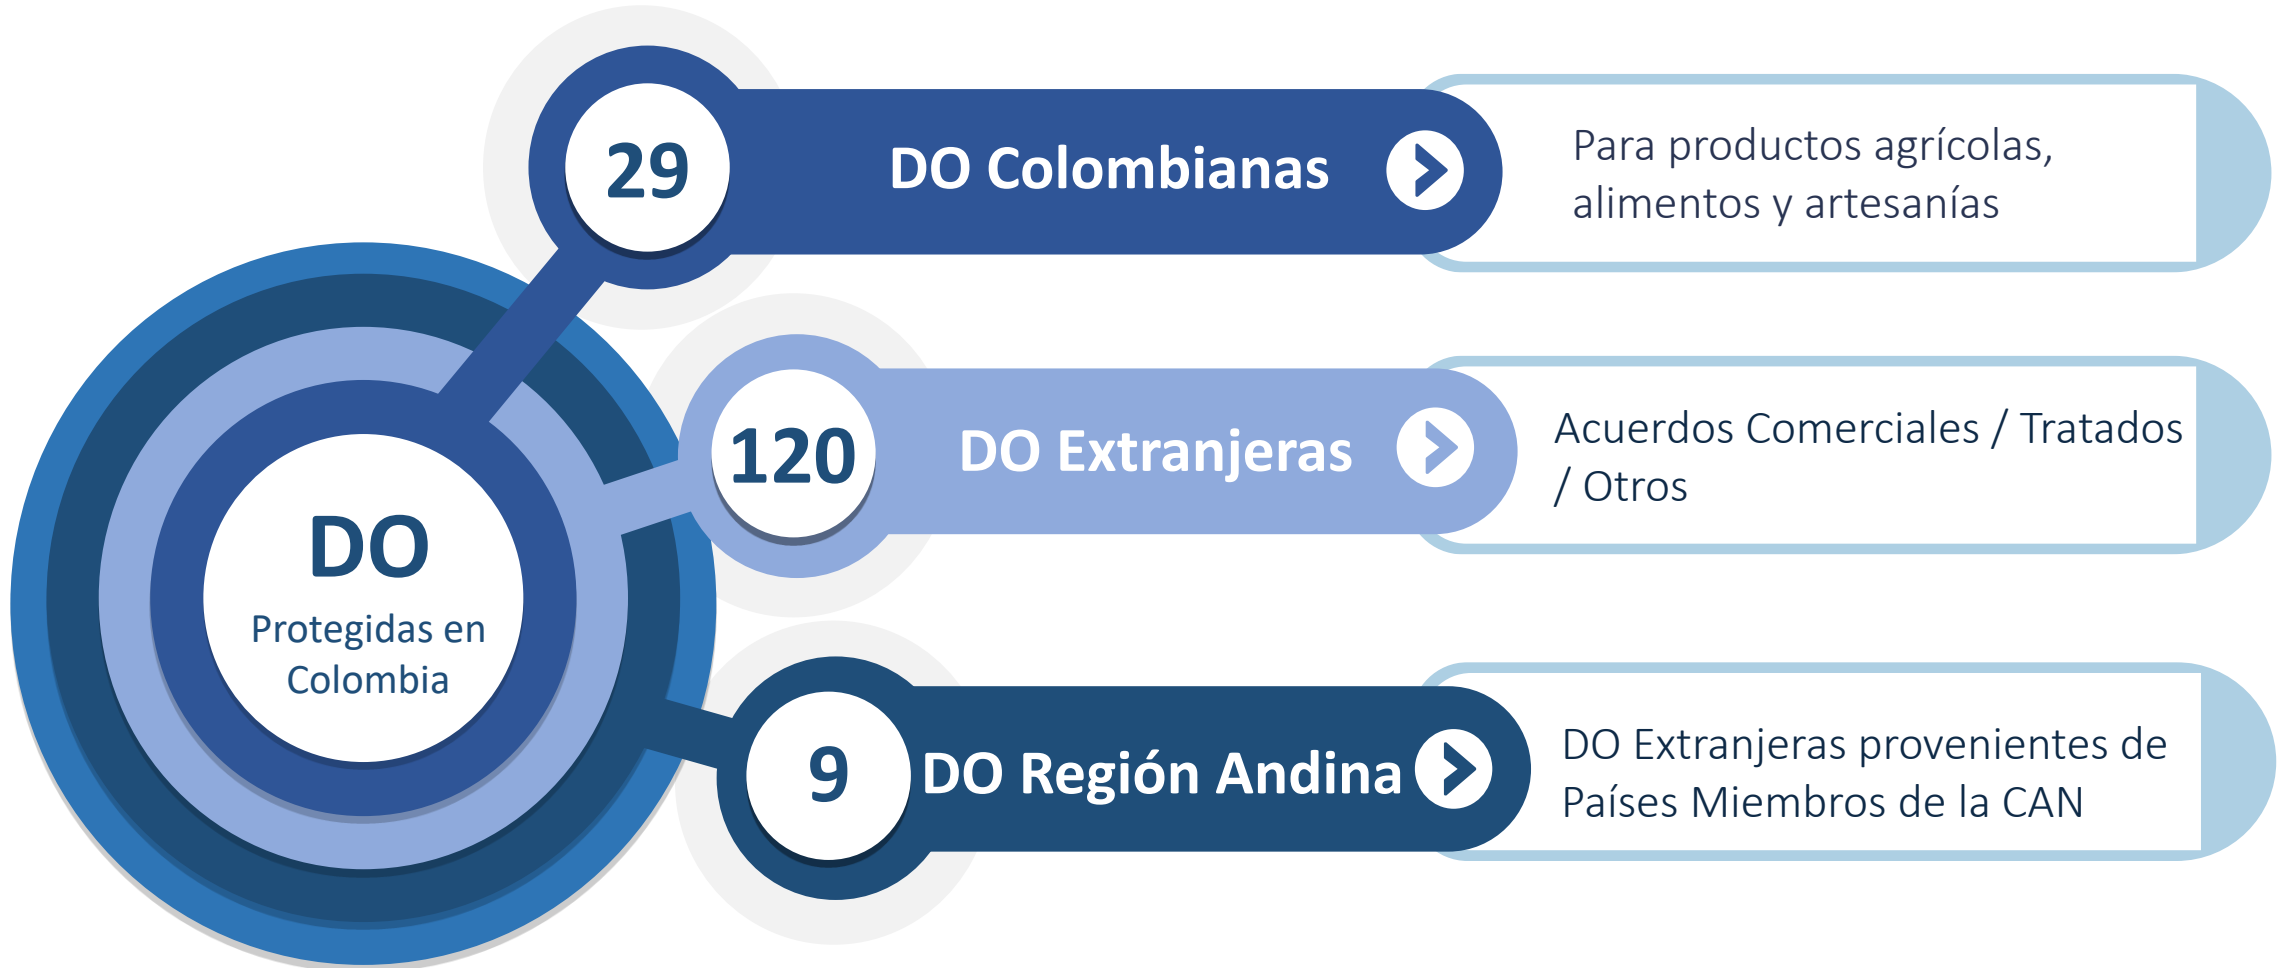 DO
Protegidas en
Colombia
29
DO Colombianas
Para productos agrícolas,
alimentos y artesanías
120
DO Extranjeras
Acuerdos Comerciales / Tratados
/ Otros
9
DO Región Andina
DO Extranjeras provenientes de
Países Miembros de la CAN